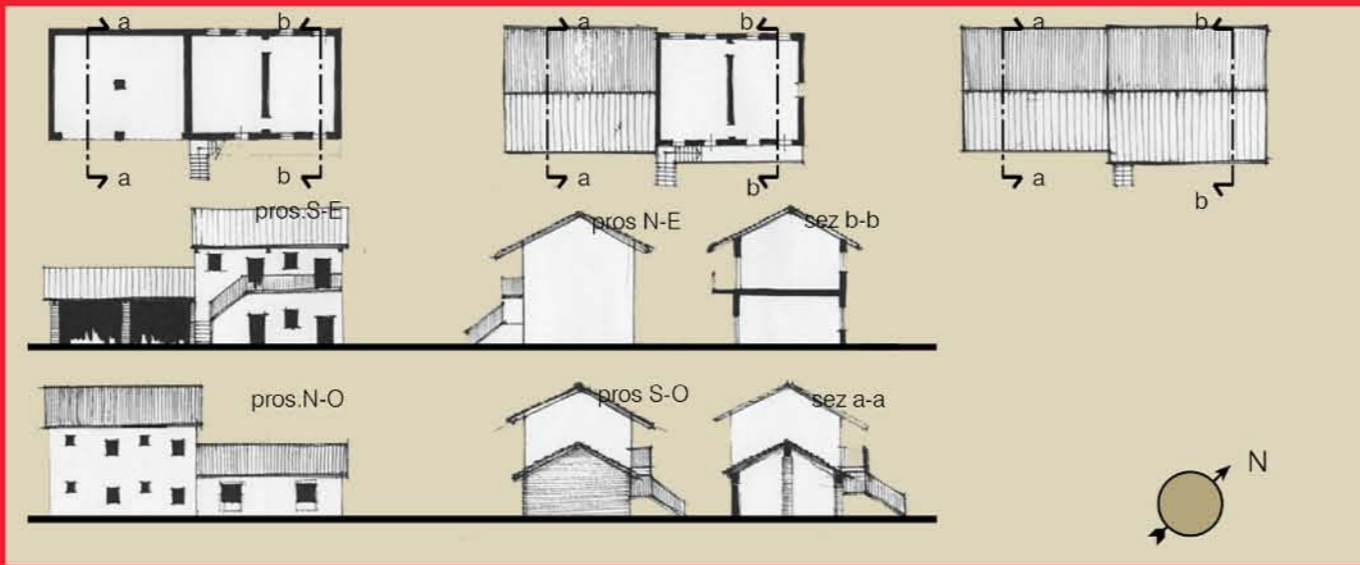 a b a b a b
a b a b a b
pros.S-E pros N-E sez b-b
pros.N-O pros S-O sez a-a
N